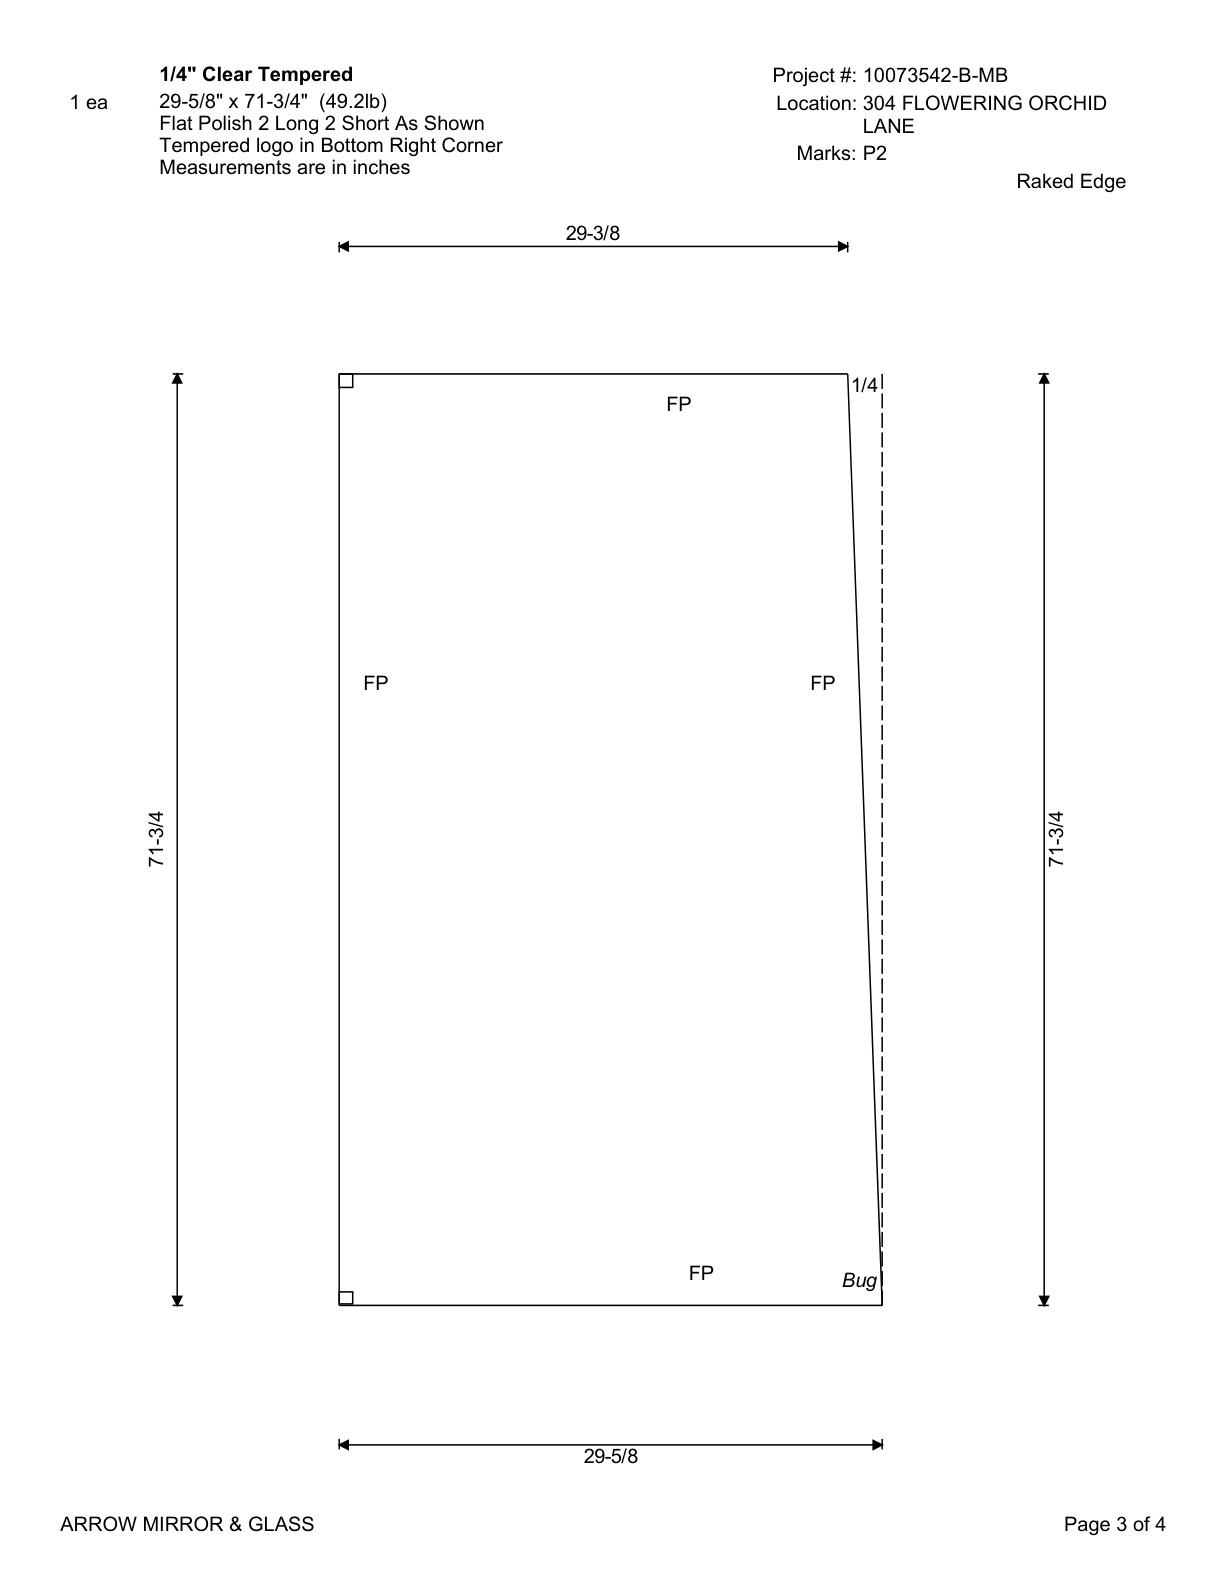 1/4" Clear Tempered
1 ea
29-5/8" x 71-3/4" (49.2lb)
Flat Polish 2 Long 2 Short As Shown
Tempered logo in Bottom Right Corner
Measurements are in inches
Project #: 10073542-B-MB
Location: 304 FLOWERING ORCHID
LANE
Marks: P2
Raked Edge
29-3/8
1/4
FP
FP
FP
71-3/4
71-3/4
FP
Bug
29-5/8
ARROW MIRROR & GLASS
Page 3 of 4